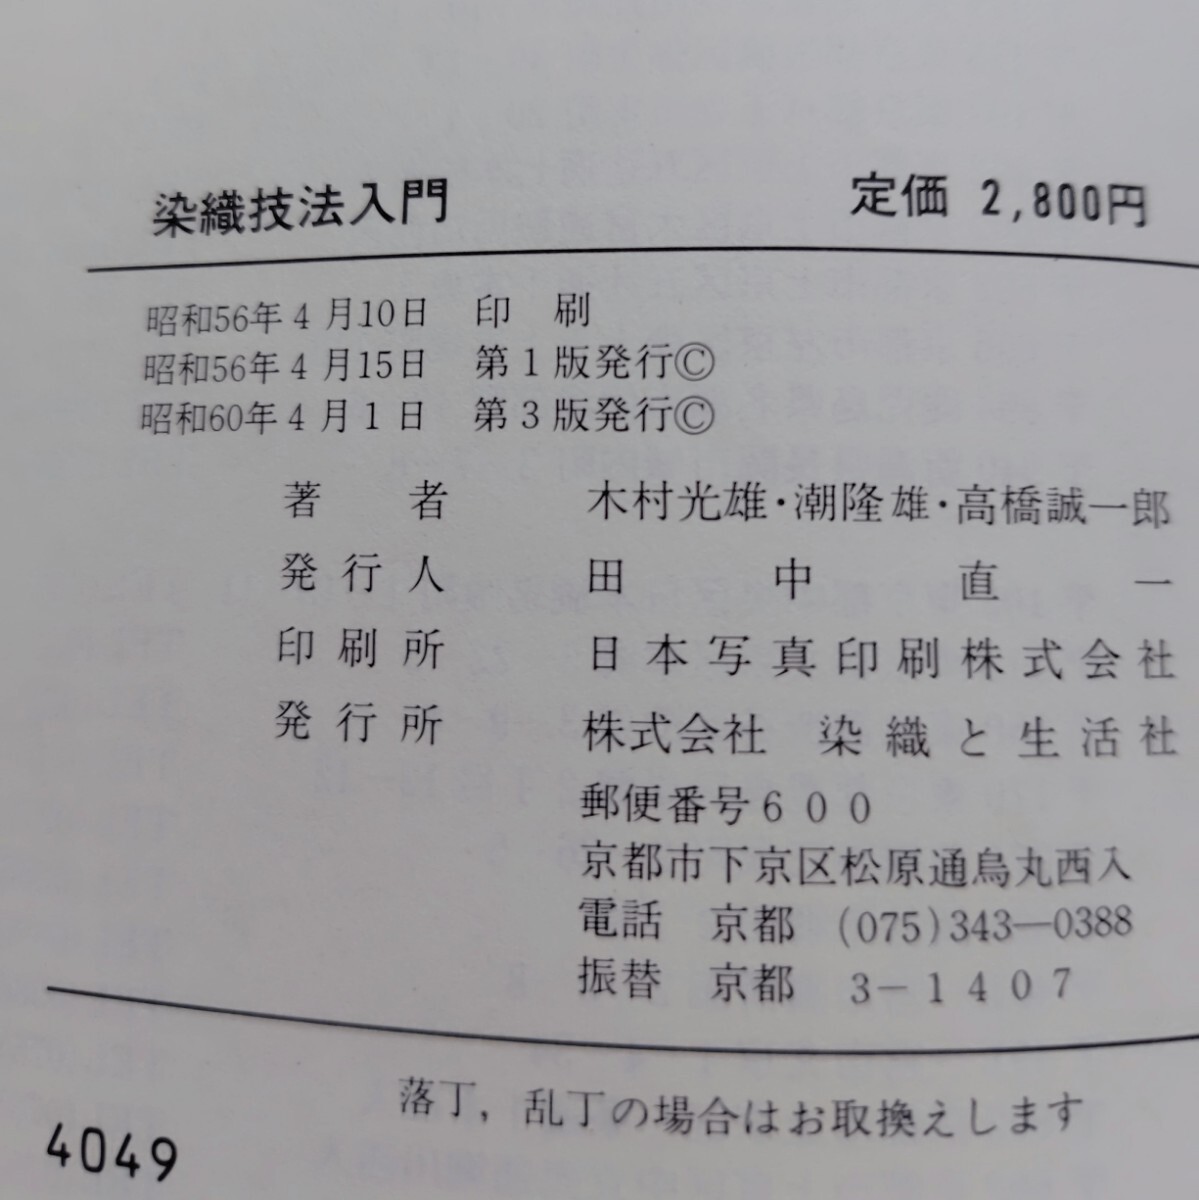 染織技法入門 定価 2,800円
昭和56年4月10日 印刷
昭和56年4月15日 第1版発行©
昭和60年4月1日 第3版発行©
著者 木村光雄・潮隆雄・高橋誠一郎
発行人 田中直一
印刷所 日本写真印刷株式会社
発行所 株式会社 染織と生活社
郵便番号600
京都市下京区松原通烏丸西入
電話 京都 (075)343―0388
振替 京都 3-1407
落丁,乱丁の場合はお取換えします
4049